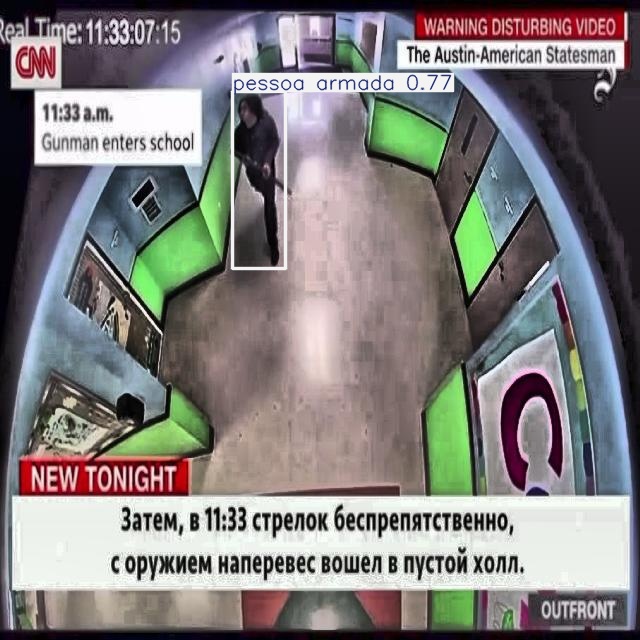 Real Time: 11:33:07:15
CNN
WARNING DISTURBING VIDEO
The Austin-American Statesman
pessoa armada 0.77
11:33 a.m.
Gunman enters school
NEW TONIGHT
Затем, в 11:33 стрелок беспрепятственно,
с оружием наперевес вошел в пустой холл.
OUTFRONT